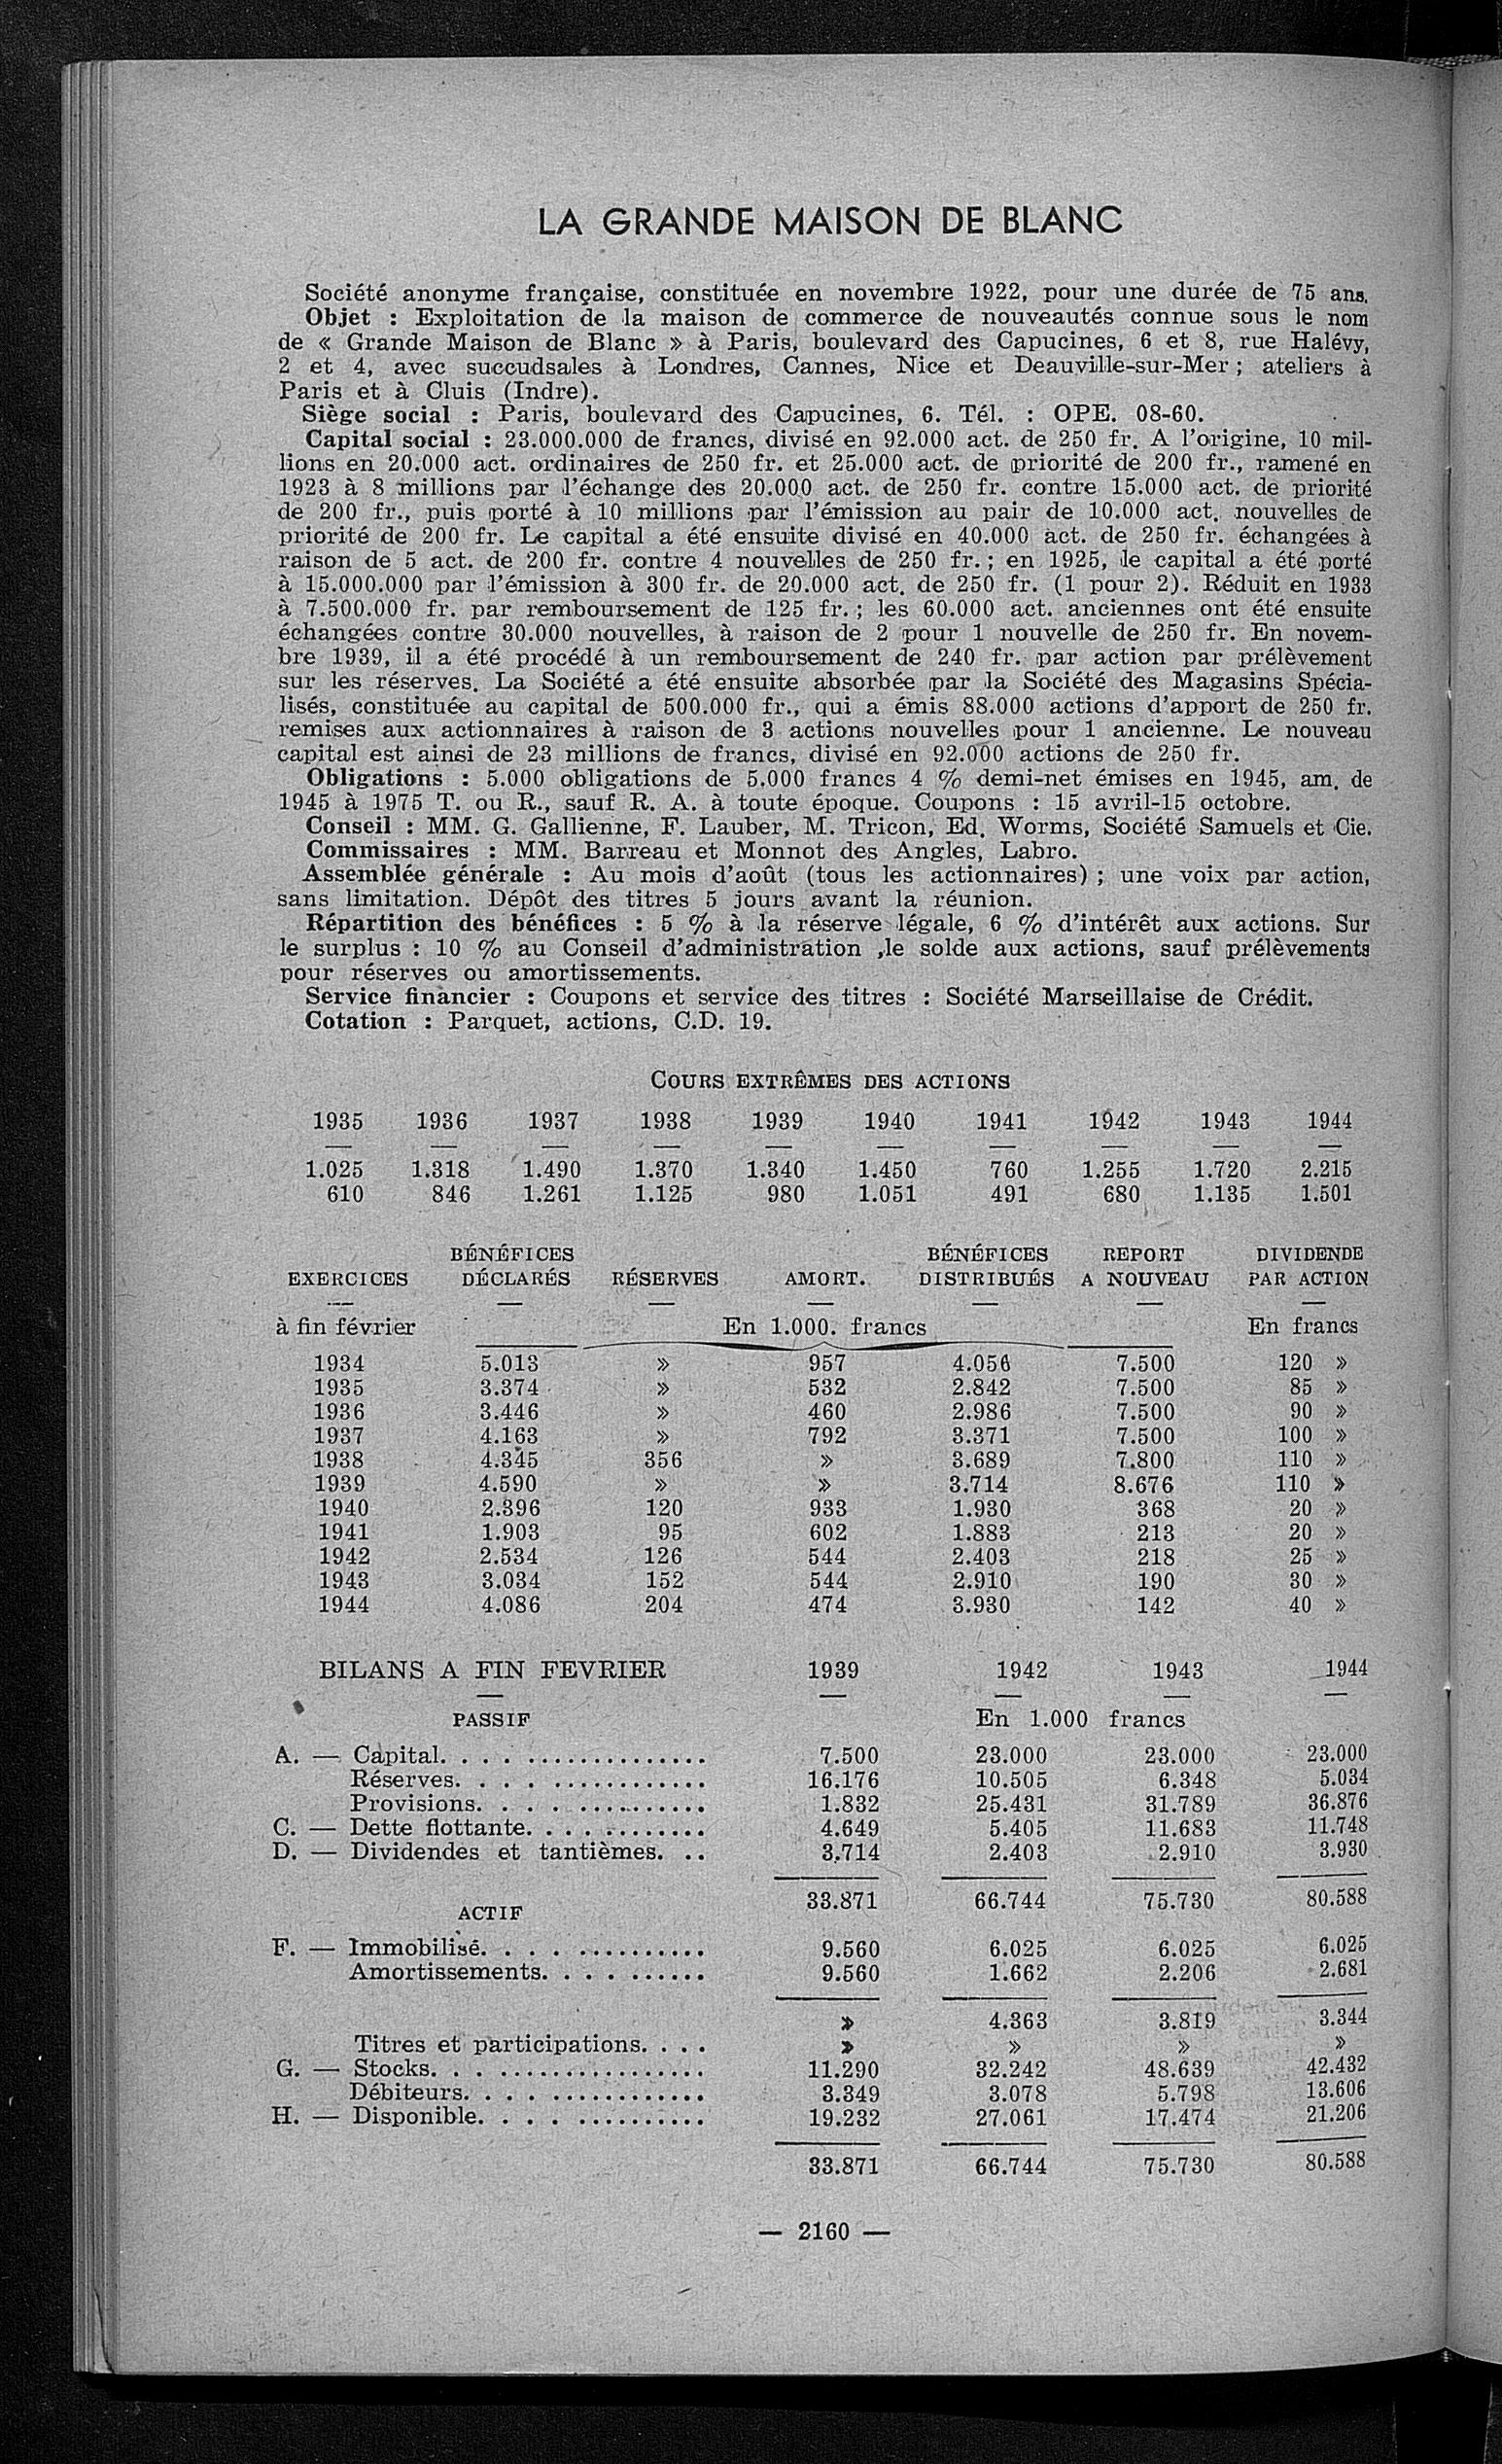 LA GRANDE MAISON DE BLANC
Société anonyme française, constituée en novembre 1922, pour une durée de 75 ans.
Objet : Exploitation de la maison de commerce de nouveautés connue sous le nom
de « Grande Maison de Blanc » à Paris, boulevard des Capucines, 6 et 8, rue Halévy,
2 et 4, avec succudsales à Londres, Cannes, Nice et Deauville-sur-Mer ; ateliers à
Paris et à Cluis (Indre).
Siège social : Paris, boulevard des Capucines, 6. Tél. : OPE. 08-60.
Capital social : 23.000.000 de francs, divisé en 92.000 act. de 250 fr. A l'origine, 10 mil-
lions en 20.000 act. ordinaires de 250 fr. et 25.000 act. de priorité de 200 fr., ramené en
1923 à 8 millions par l'échange des 20.000 act. de 250 fr. contre 15.000 act. de priorité
de 200 fr., puis porté à 10 millions par l'émission au pair de 10.000 act. nouvelles de
priorité de 200 fr. Le capital a été ensuite divisé en 40.000 act. de 250 fr. échangées à
raison de 5 act. de 200 fr. contre 4 nouvelles de 250 fr. ; en 1925, le capital a été porté
à 15.000.000 par l'émission à 300 fr. de 20.000 act. de 250 fr. (1 pour 2). Réduit en 1933
à 7.500.000 fr. par remboursement de 125 fr. ; les 60.000 act. anciennes ont été ensuite
échangées contre 30.000 nouvelles, à raison de 2 pour 1 nouvelle de 250 fr. En novem-
bre 1939, il a été procédé à un remboursement de 240 fr. par action par prélèvement
sur les réserves. La Société a été ensuite absorbée par la Société des Magasins Spécia-
lisés, constituée au capital de 500.000 fr., qui a émis 88.000 actions d'apport de 250 fr.
remises aux actionnaires à raison de 3 actions nouvelles pour 1 ancienne. Le nouveau
capital est ainsi de 23 millions de francs, divisé en 92.000 actions de 250 fr.
Obligations : 5.000 obligations de 5.000 francs 4 % demi-net émises en 1945, am. de
1945 à 1975 T. ou R., sauf R. A. à toute époque. Coupons : 15 avril-15 octobre.
Conseil : MM. G. Gallienne, F. Lauber, M. Tricon, Ed. Worms, Société Samuels et Cie.
Commissaires : MM. Barreau et Monnot des Angles, Labro.
Assemblée générale : Au mois d'août (tous les actionnaires) ; une voix par action,
sans limitation. Dépôt des titres 5 jours avant la réunion.
Répartition des bénéfices : 5 % à la réserve légale, 6 % d'intérêt aux actions. Sur
le surplus : 10 % au Conseil d'administration ,le solde aux actions, sauf prélèvements
pour réserves ou amortissements.
Service financier : Coupons et service des titres : Société Marseillaise de Crédit.
Cotation : Parquet, actions, C.D. 19.
COURS EXTRÊMES DES ACTIONS
1935 1936 1937 1938 1939 1940 1941 1942 1943 1944
1.025 1.318 1.490 1.370 1.340 1.450 760 1.255 1.720 2.215
610 846 1.261 1.125 980 1.051 491 680 1.135 1.501
BÉNÉFICES BÉNÉFICES REPORT DIVIDENDE
EXERCICES DÉCLARÉS RÉSERVES AMORT. DISTRIBUÉS A NOUVEAU PAR ACTION
à fin février En 1.000. francs En francs
1934 5.013 » 957 4.056 7.500 120 »
1935 3.374 » 532 2.842 7.500 85 »
1936 3.446 » 460 2.986 7.500 90 »
1937 4.163 » 792 3.371 7.500 100 »
1938 4.345 356 » 3.689 7.800 110 »
1939 4.590 » » 3.714 8.676 110 »
1940 2.396 120 933 1.930 368 20 »
1941 1.903 95 602 1.883 213 20 »
1942 2.534 126 544 2.403 218 25 »
1943 3.034 152 544 2.910 190 30 »
1944 4.086 204 474 3.930 142 40 »
BILANS A FIN FEVRIER 1939 1942 1943 1944
PASSIF En 1.000 francs
A. — Capital. . . . . . . . . . . . . . . . . . . 7.500 23.000 23.000 23.000
Réserves. . . . . . . . . . . . . . . . . . 16.176 10.505 6.348 5.034
Provisions. . . . . . . . . . . . . . . . 1.832 25.431 31.789 36.876
C. — Dette flottante. . . . . . . . . . . . . 4.649 5.405 11.683 11.748
D. — Dividendes et tantièmes. . . 3.714 2.403 2.910 3.930
33.871 66.744 75.730 80.588
ACTIF
F. — Immobilisé. . . . . . . . . . . . . . . . 9.560 6.025 6.025 6.025
Amortissements. . . . . . . . . . . 9.560 1.662 2.206 2.681
» 4.363 3.819 3.344
Titres et participations. . . . » » » »
G. — Stocks. . . . . . . . . . . . . . . . . . . 11.290 32.242 48.639 42.432
Débiteurs. . . . . . . . . . . . . . . . . 3.349 3.078 5.798 13.606
H. — Disponible. . . . . . . . . . . . . . . . 19.232 27.061 17.474 21.206
33.871 66.744 75.730 80.588
— 2160 —